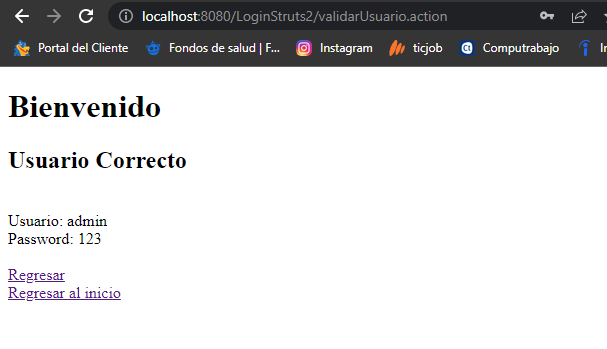 localhost:8080/LoginStruts2/validarUsuario.action
Portal del Cliente Fondos de salud | F... Instagram ticjob Computrabajo
Bienvenido
Usuario Correcto
Usuario: admin
Password: 123
Regresar
Regresar al inicio